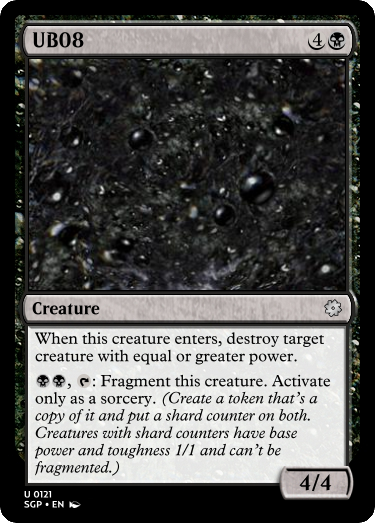 UB08 4
Creature
When this creature enters, destroy target
creature with equal or greater power.
, : Fragment this creature. Activate
only as a sorcery. (Create a token that's a
copy of it and put a shard counter on both.
Creatures with shard counters have base
power and toughness 1/1 and can't be
fragmented.)
4/4
U 0121
SGP • EN